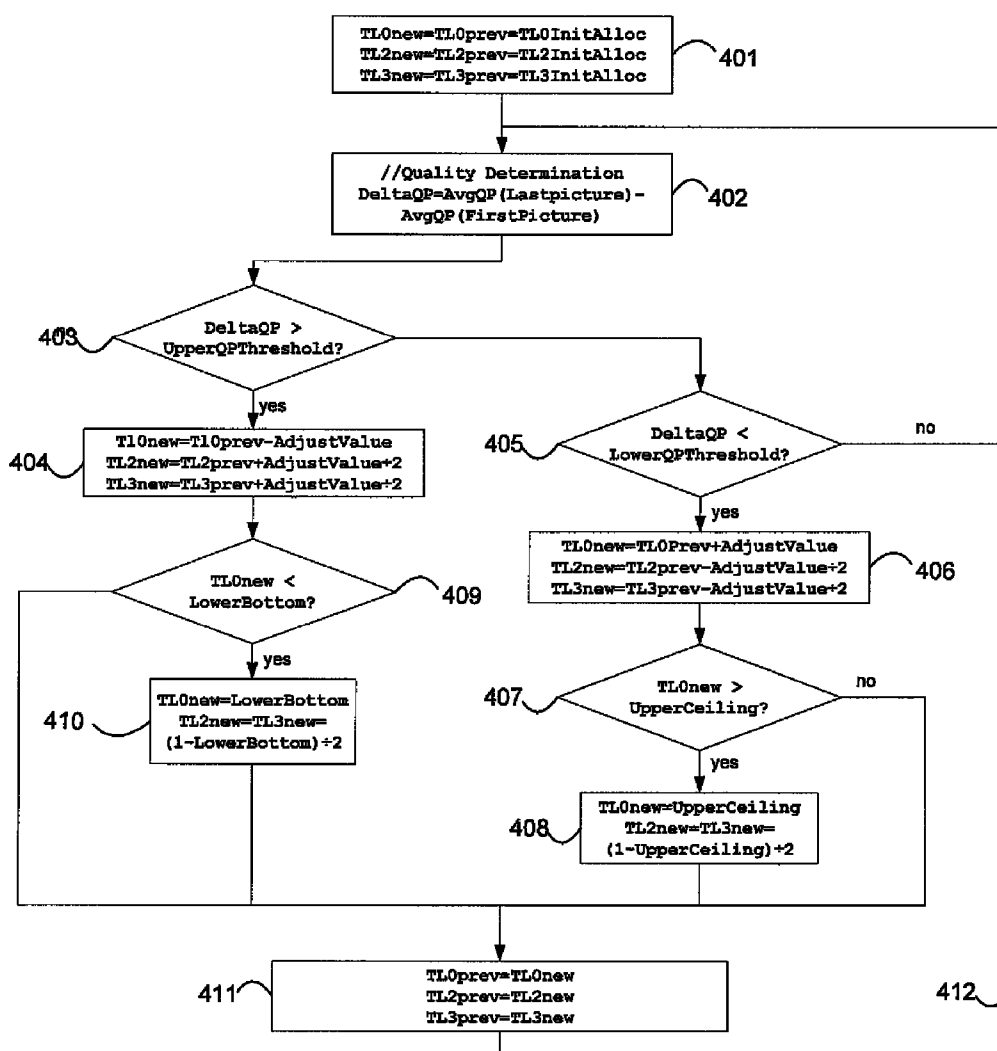 TL0new=TL0prev=TL0InitAlloc
TL2new=TL2prev=TL2InitAlloc
TL3new=TL3prev=TL3InitAlloc
401
//Quality Determination
DeltaQP=AvgQP(Lastpicture)-
AvgQP(FirstPicture)
402
DeltaQP >
UpperQPThreshold?
403
yes
Tl0new=Tl0prev-AdjustValue
TL2new=TL2prev+AdjustValue÷2
TL3new=TL3prev+AdjustValue÷2
404
DeltaQP <
LowerQPThreshold?
405
no
yes
TL0new=TL0Prev+AdjustValue
TL2new=TL2prev-AdjustValue÷2
TL3new=TL3prev-AdjustValue÷2
406
TL0new <
LowerBottom?
409
yes
TL0new=LowerBottom
TL2new=TL3new=
(1-LowerBottom)÷2
410
TL0new >
UpperCeiling?
407
no
yes
TL0new=UpperCeiling
TL2new=TL3new=
(1-UpperCeiling)÷2
408
TL0prev=TL0new
TL2prev=TL2new
TL3prev=TL3new
411
412